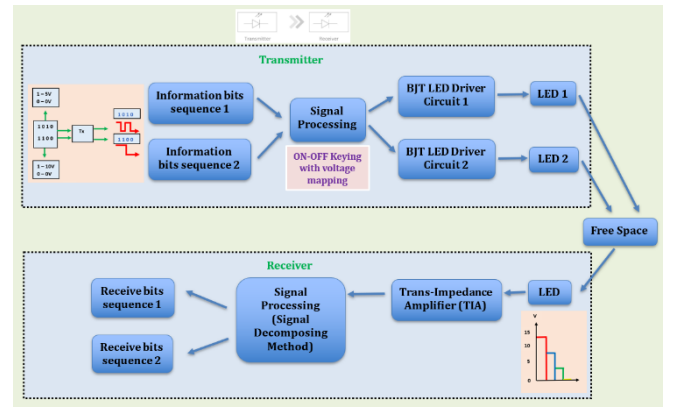 Transmitter
Receiver
Transmitter
1 – 5V
0 – 0V
1 0 1 0
1 1 0 0
Tx
1 0 1 0
1 1 0 0
1 – 10V
0 – 0V
Information bits
sequence 1
Information
bits sequence 2
Signal
Processing
ON-OFF Keying
with voltage
mapping
BJT LED Driver
Circuit 1
BJT LED Driver
Circuit 2
LED 1
LED 2
Free Space
Receiver
Receive bits
sequence 1
Receive bits
sequence 2
Signal
Processing
(Signal
Decomposing
Method)
Trans-Impedance
Amplifier (TIA)
LED
V
15
10
5
0